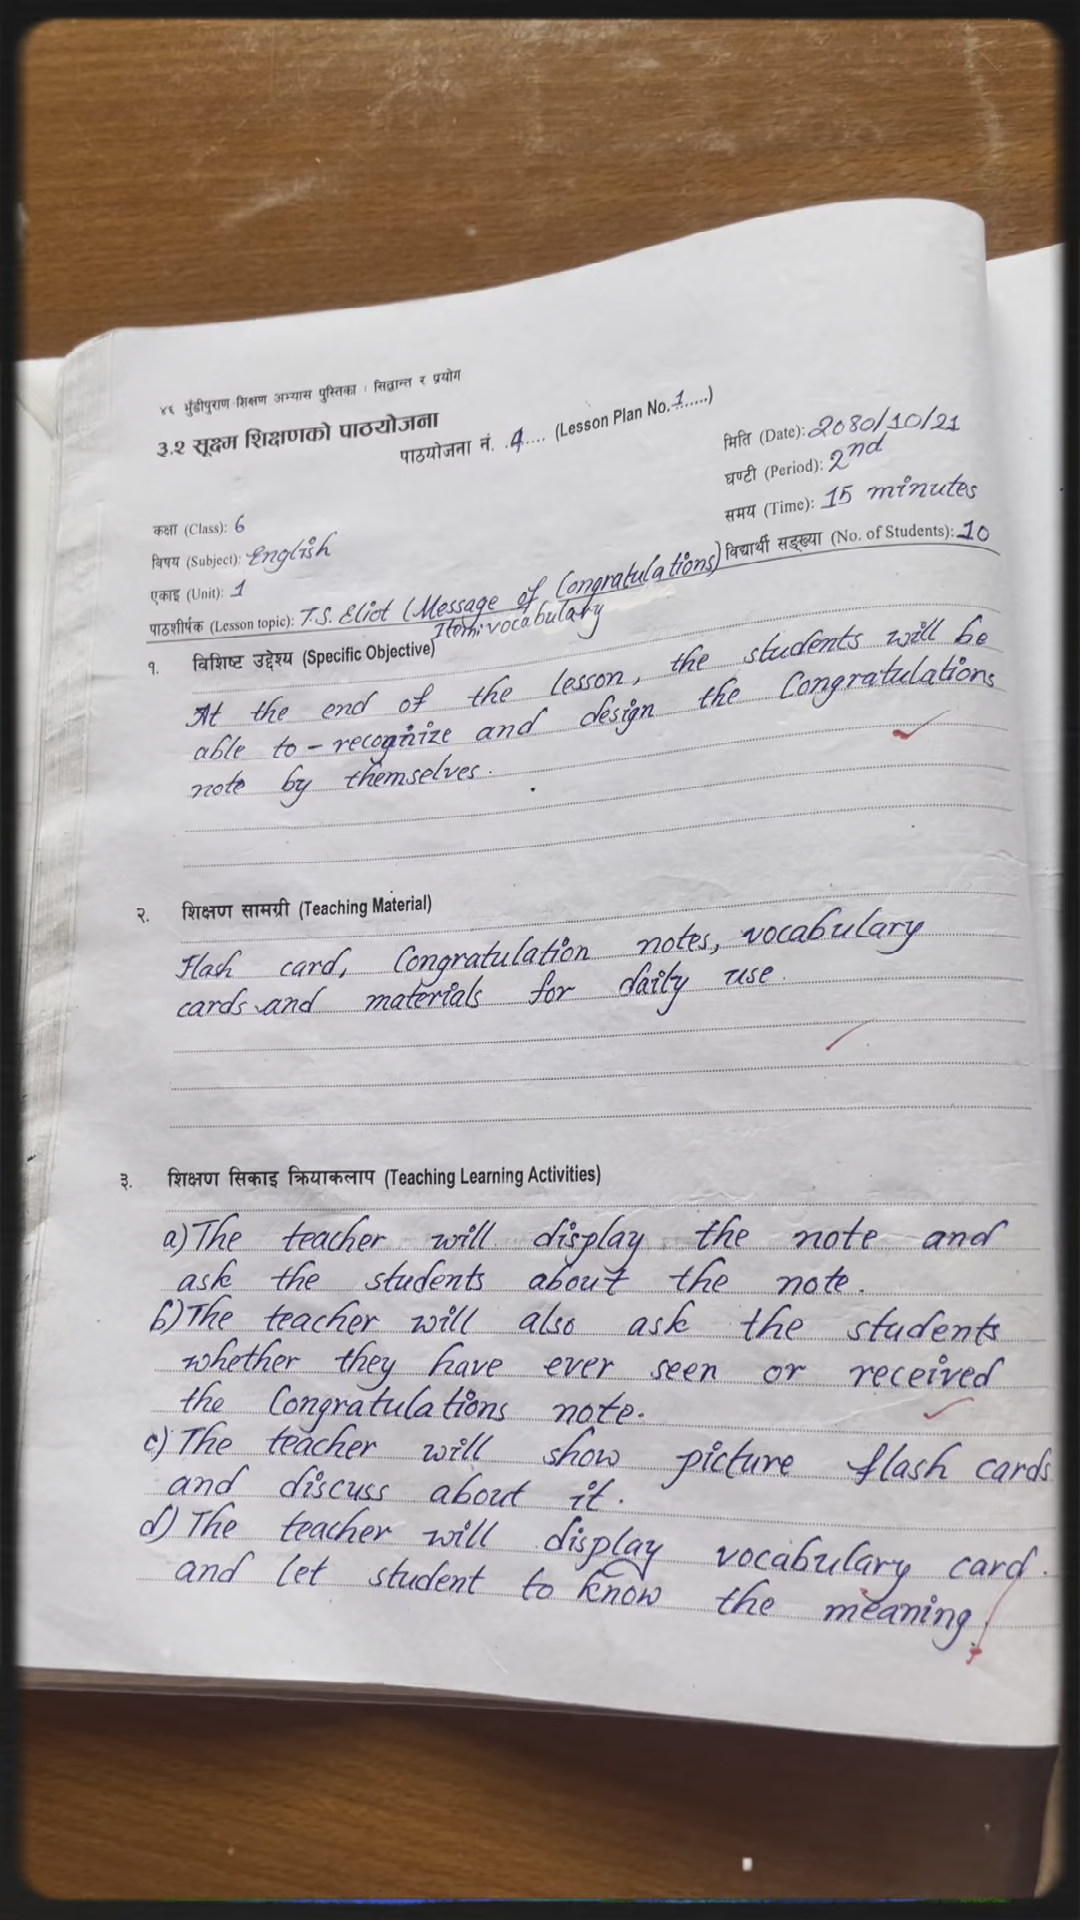 ४६ भुँडीपुराण शिक्षण अभ्यास पुस्तिका : सिद्धान्त र प्रयोग
३.२ सूक्ष्म शिक्षणको पाठयोजना
पाठयोजना नं. .1.... (Lesson Plan No. 1.....)
मिति (Date): 2080/10/21
घण्टी (Period): 2nd
कक्षा (Class): 6
समय (Time): 15 minutes
विषय (Subject): English
विद्यार्थी सङ्ख्या (No. of Students): 10
एकाइ (Unit): 1
पाठशीर्षक (Lesson topic): T.S. Eliot (Message of Congratulations)
Item: vocabulary
१. विशिष्ट उद्देश्य (Specific Objective)
At the end of the lesson, the students will be
able to - recognize and design the Congratulations
note by themselves.
२. शिक्षण सामग्री (Teaching Material)
Flash card, Congratulation notes, vocabulary
cards and materials for daily use.
३. शिक्षण सिकाइ क्रियाकलाप (Teaching Learning Activities)
a) The teacher will display the note and
ask the students about the note.
b) The teacher will also ask the students
whether they have ever seen or received
the Congratulations note.
c) The teacher will show picture flash cards
and discuss about it.
d) The teacher will display vocabulary card.
and let student to know the meaning.